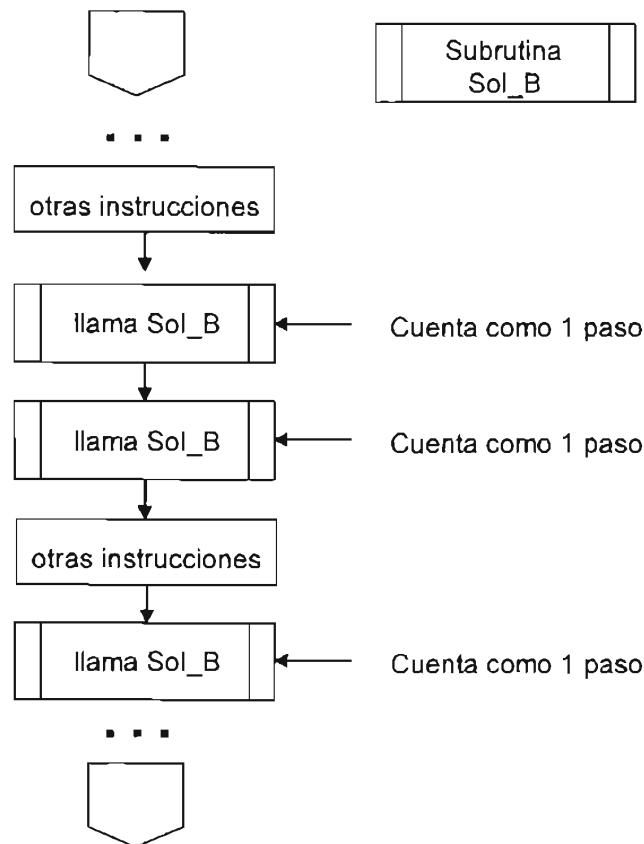 Subrutina
Sol_B
otras instrucciones
llama Sol_B
Cuenta como 1 paso
llama Sol_B
Cuenta como 1 paso
otras instrucciones
llama Sol_B
Cuenta como 1 paso